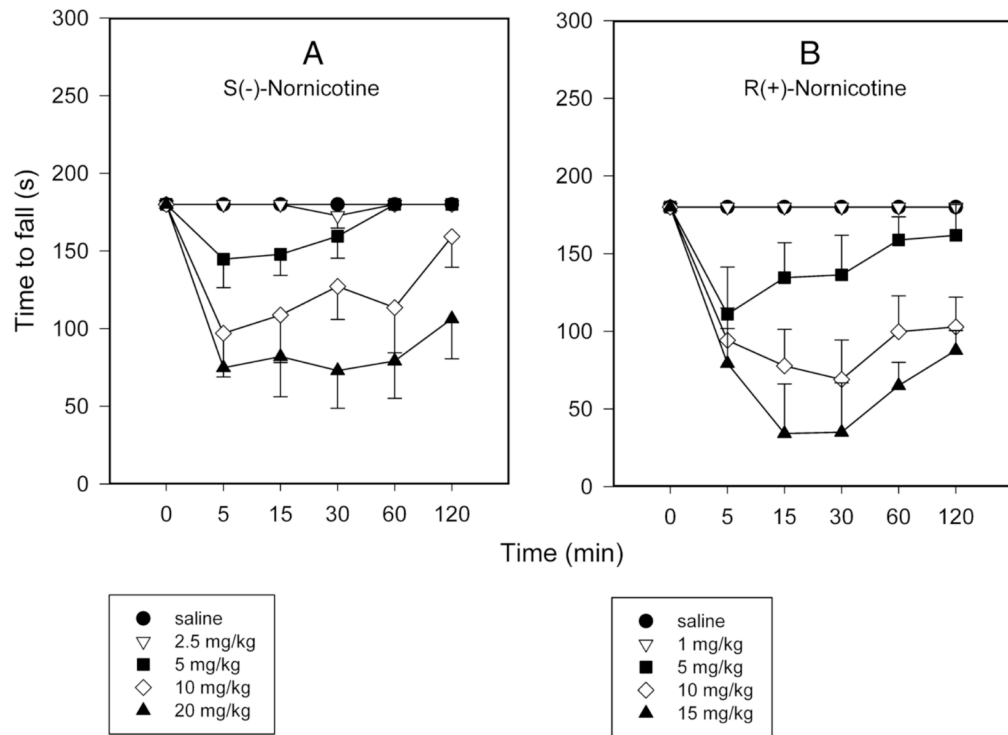 A
S(-)-Nornicotine
300
250
200
150
100
50
0
0 5 15 30 60 120
Time to fall (s)
B
R(+)-Nornicotine
300
250
200
150
100
50
0
0 5 15 30 60 120
Time (min)
saline
2.5 mg/kg
5 mg/kg
10 mg/kg
20 mg/kg
saline
1 mg/kg
5 mg/kg
10 mg/kg
15 mg/kg